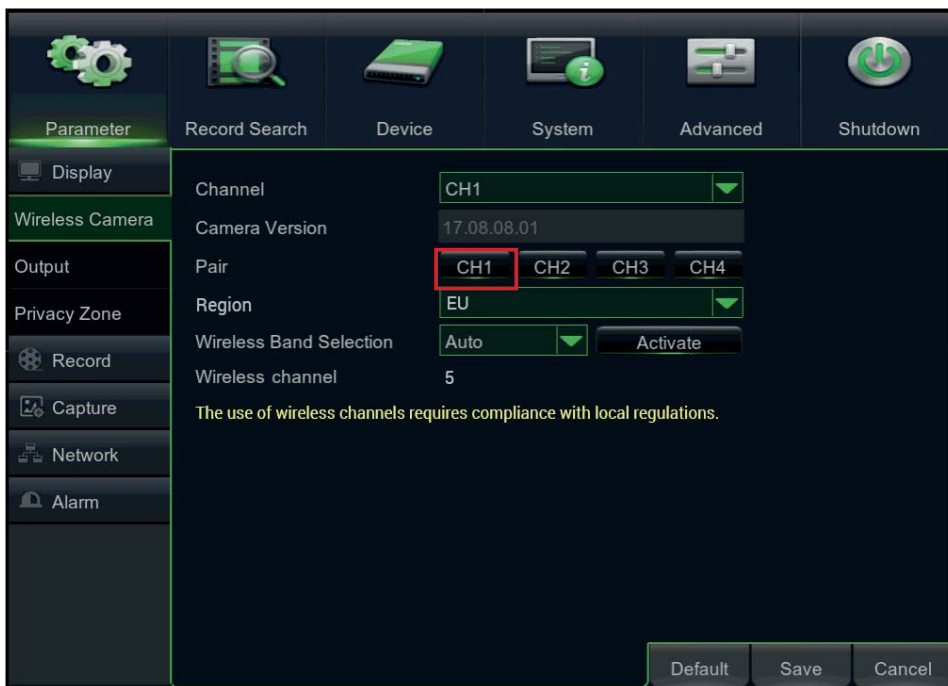 Parameter Record Search Device System Advanced Shutdown
Display
Wireless Camera
Output
Privacy Zone
Record
Capture
Network
Alarm
Channel CH1
Camera Version 17.08.08.01
Pair CH1 CH2 CH3 CH4
Region EU
Wireless Band Selection Auto Activate
Wireless channel 5
The use of wireless channels requires compliance with local regulations.
Default Save Cancel